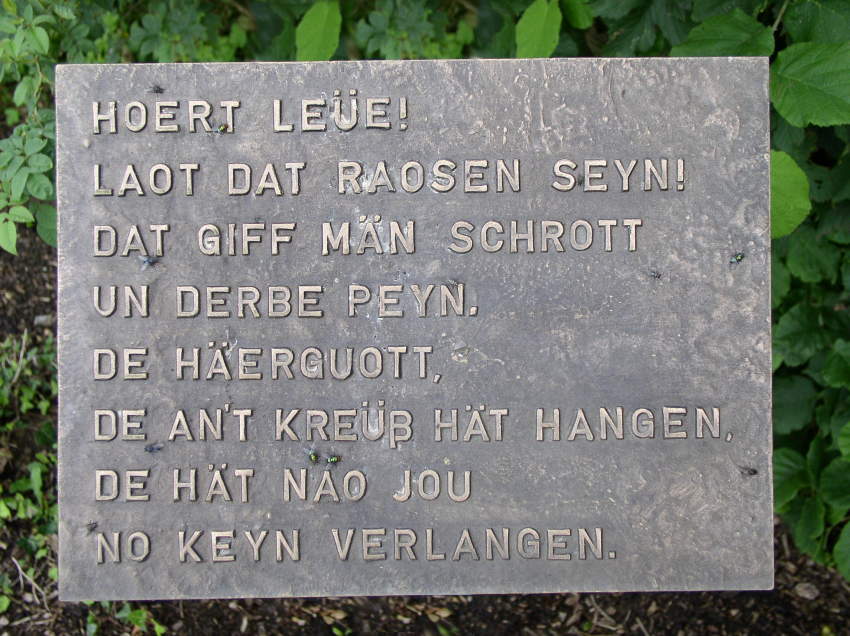 HOERT LEÜE!
LAOT DAT RAOSEN SEYN!
DAT GIFF MÄN SCHROTT
UN DERBE PEYN.
DE HÄERGUOTT,
DE AN'T KREÜß HÄT HANGEN,
DE HÄT NAO JOU
NO KEYN VERLANGEN.